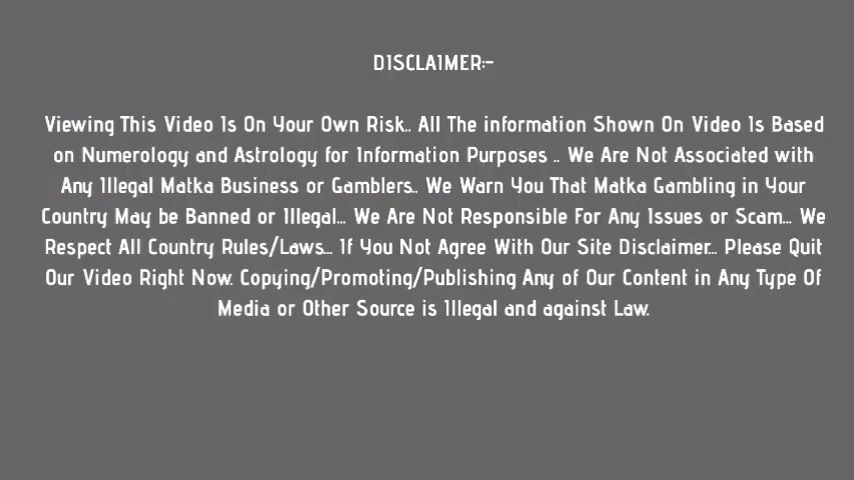 DISCLAIMER:-
Viewing This Video Is On Your Own Risk.. All The information Shown On Video Is Based
on Numerology and Astrology for Information Purposes .. We Are Not Associated with
Any Illegal Matka Business or Gamblers.. We Warn You That Matka Gambling in Your
Country May be Banned or Illegal... We Are Not Responsible For Any Issues or Scam... We
Respect All Country Rules/Laws... If You Not Agree With Our Site Disclaimer... Please Quit
Our Video Right Now. Copying/Promoting/Publishing Any of Our Content in Any Type Of
Media or Other Source is Illegal and against Law.